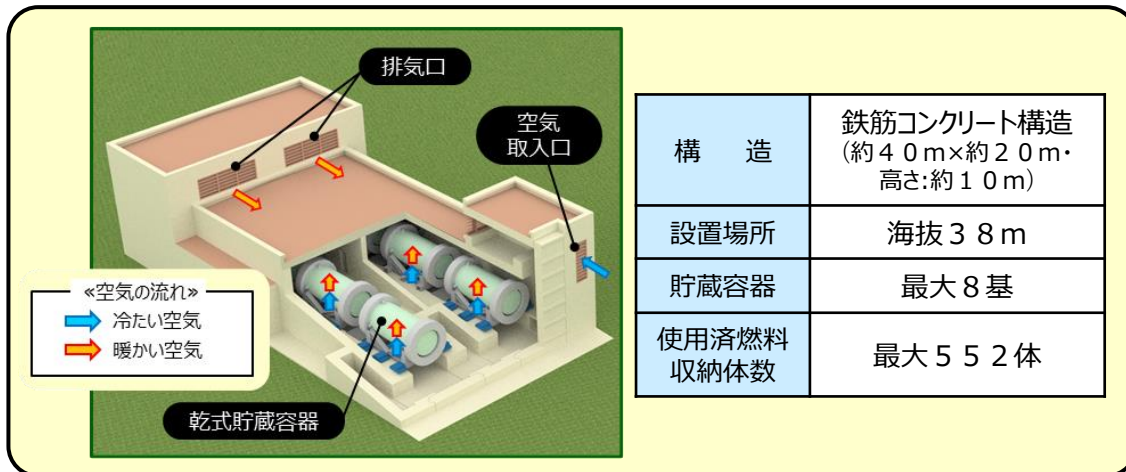 排気口
空気
取入口
«空気の流れ»
冷たい空気
暖かい空気
乾式貯蔵容器
構　造
鉄筋コンクリート構造
（約４０ｍ×約２０ｍ・
高さ:約１０ｍ）
設置場所
海抜３８ｍ
貯蔵容器
最大８基
使用済燃料
収納体数
最大５５２体